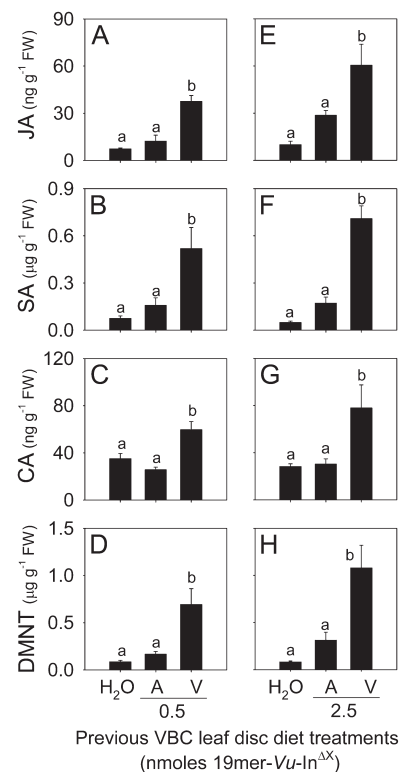 A
E
JA (ng g⁻¹ FW)
90
60
30
0
a a b
a a b
B
F
SA (µg g⁻¹ FW)
0.9
0.6
0.3
0.0
a a b
a a b
C
G
CA (ng g⁻¹ FW)
120
80
40
0
a a b
a a b
D
H
DMNT (µg g⁻¹ FW)
1.5
1.0
0.5
0.0
a a b
a a b
H₂O A V H₂O A V
0.5 2.5
Previous VBC leaf disc diet treatments
(nmoles 19mer-Vu-In^ΔX)